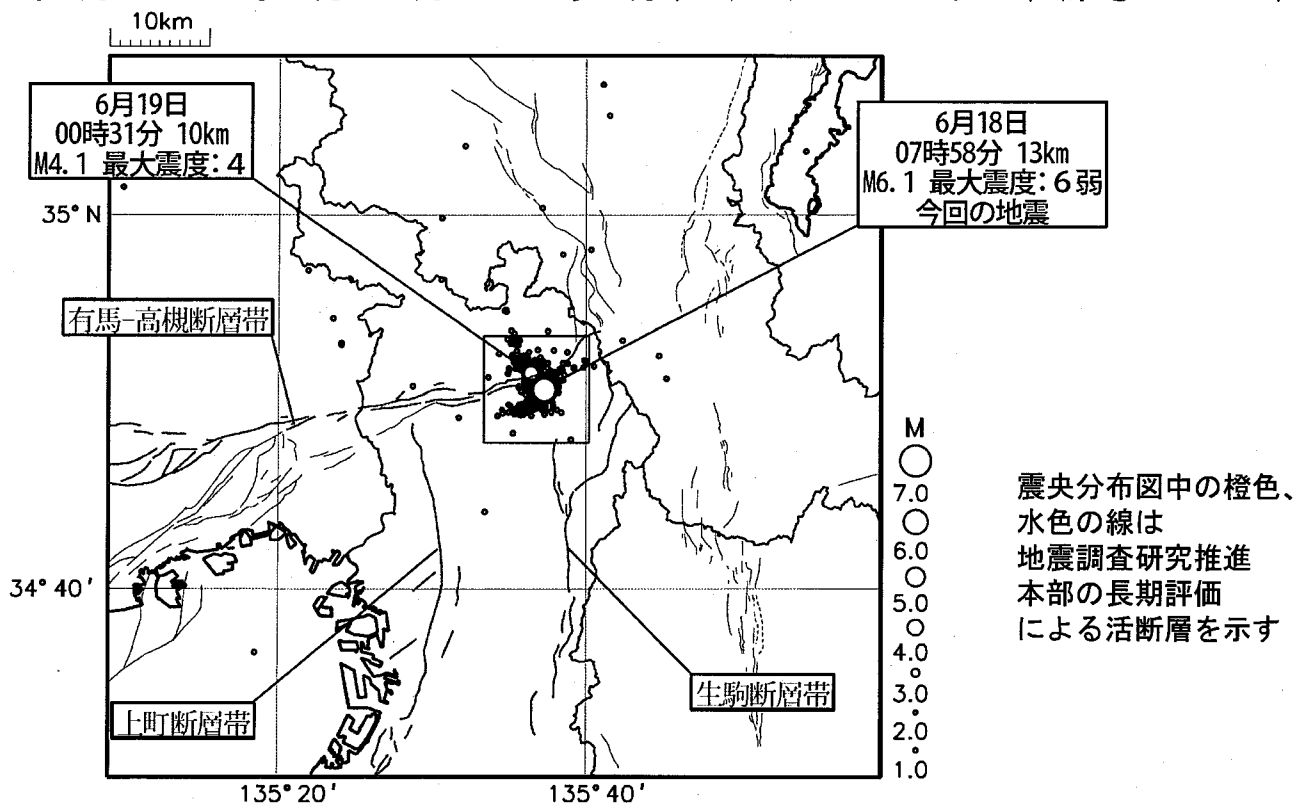 10km
6月19日
00時31分 10km
M4.1 最大震度:4
6月18日
07時58分 13km
M6.1 最大震度:6弱
今回の地震
35°N
有馬-高槻断層帯
M
7.0
6.0
5.0
4.0
3.0
2.0
1.0
震央分布図中の橙色、
水色の線は
地震調査研究推進
本部の長期評価
による活断層を示す
34°40'
上町断層帯
生駒断層帯
135°20'
135°40'